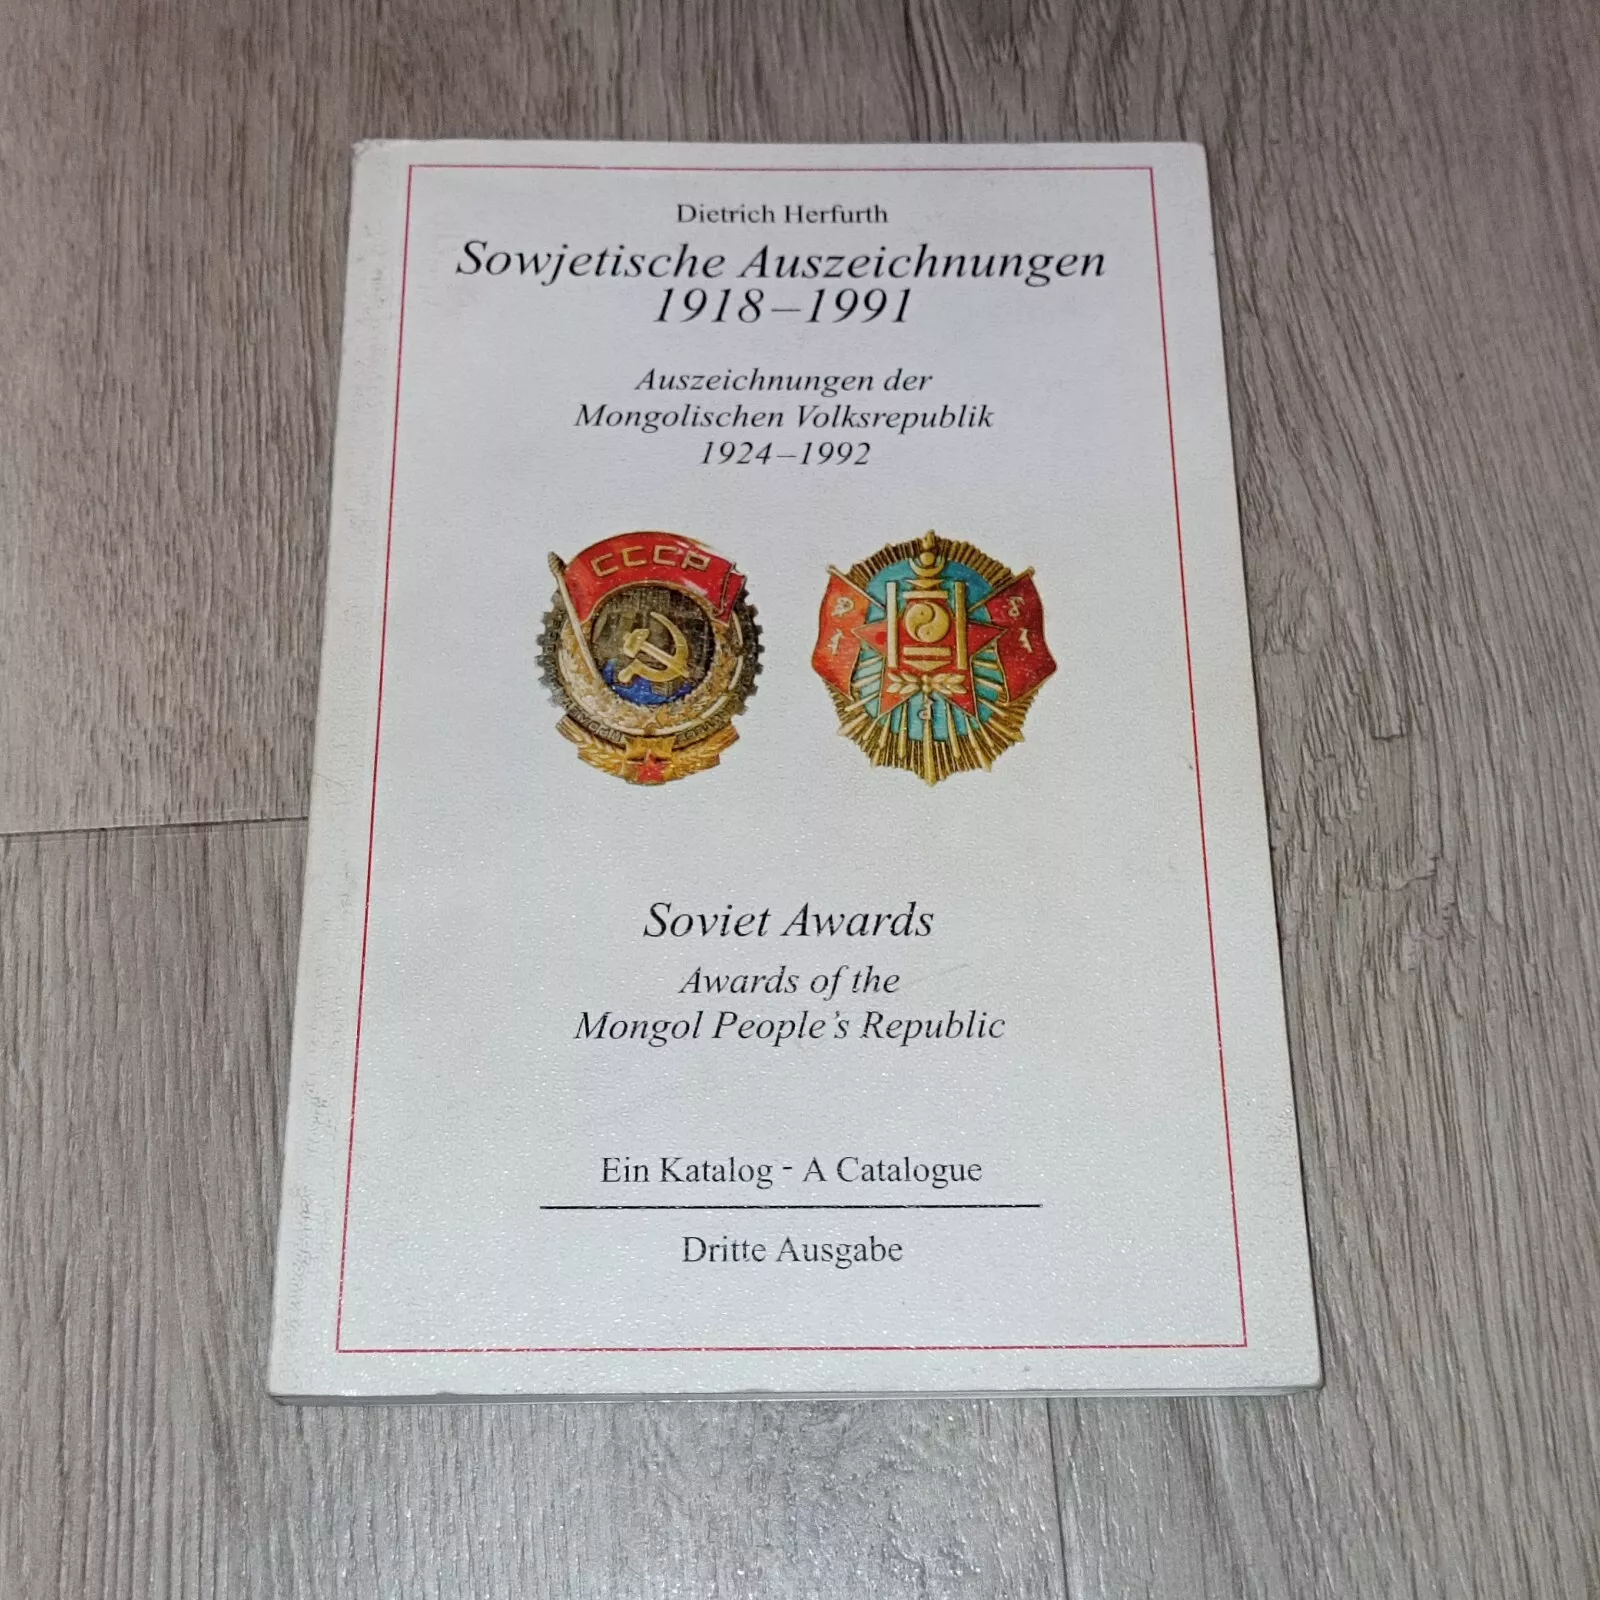 Dietrich Herfurth
Sowjetische Auszeichnungen
1918–1991
Auszeichnungen der
Mongolischen Volksrepublik
1924–1992
СССР
Soviet Awards
Awards of the
Mongol People's Republic
Ein Katalog - A Catalogue
Dritte Ausgabe